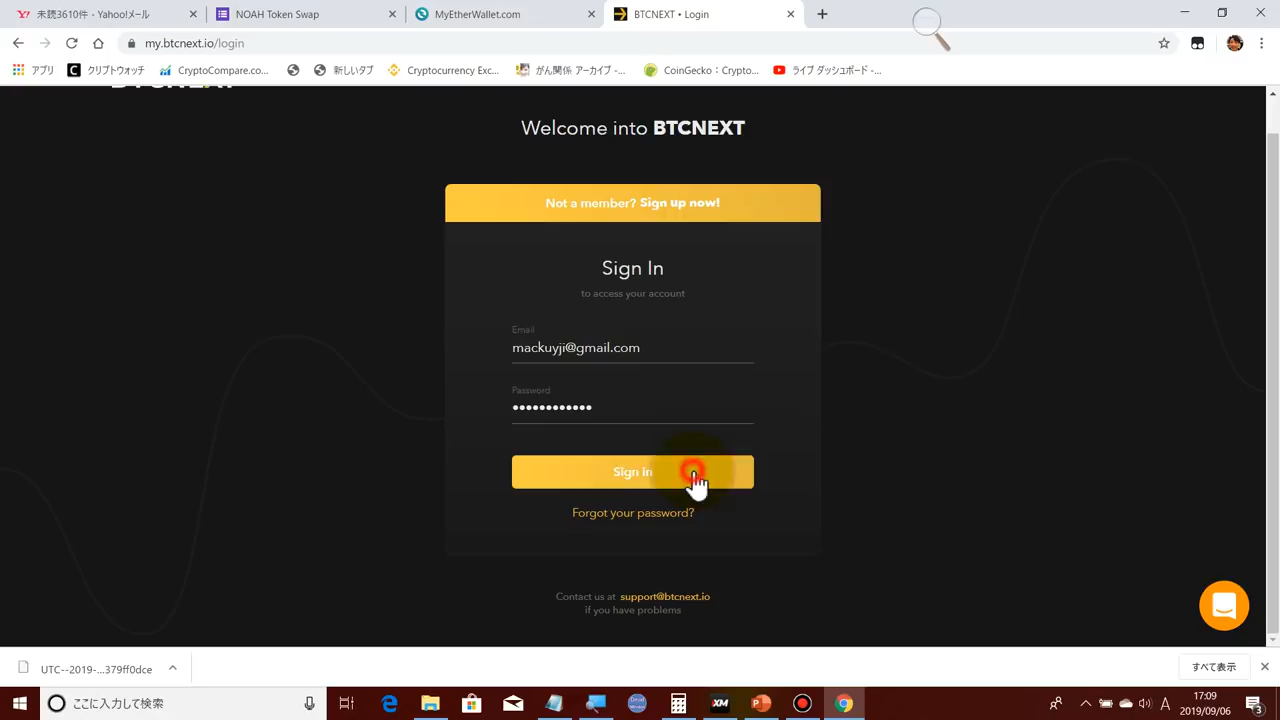 未読3610件 - Yahoo!メール
NOAH Token Swap
MyEtherWallet.com
BTCNEXT • Login
my.btcnext.io/login
アプリ
クリプトウォッチ
CryptoCompare.co...
新しいタブ
Cryptocurrency Exc...
がん関係 アーカイブ -...
CoinGecko：Crypto...
ライブ ダッシュボード -...
BTCNEXT
Welcome into BTCNEXT
Not a member? Sign up now!
Sign In
to access your account
Email
mackuyji@gmail.com
Password
••••••••••••
Sign In
Forgot your password?
Contact us at support@btcnext.io
if you have problems
UTC--2019-...379ff0dce
すべて表示
ここに入力して検索
XM
A
17:09
2019/09/06
3